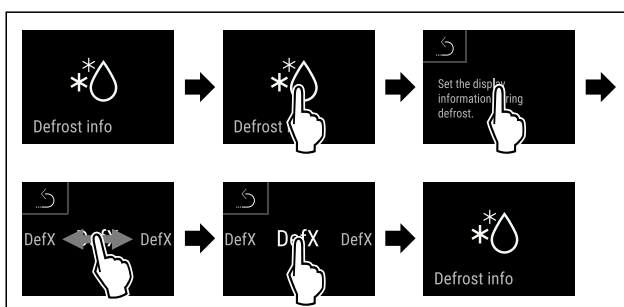 Defrost info
Defrost
Set the display
information
defrost.
DefX
DefX
DefX
DefX
DefX
Defrost info